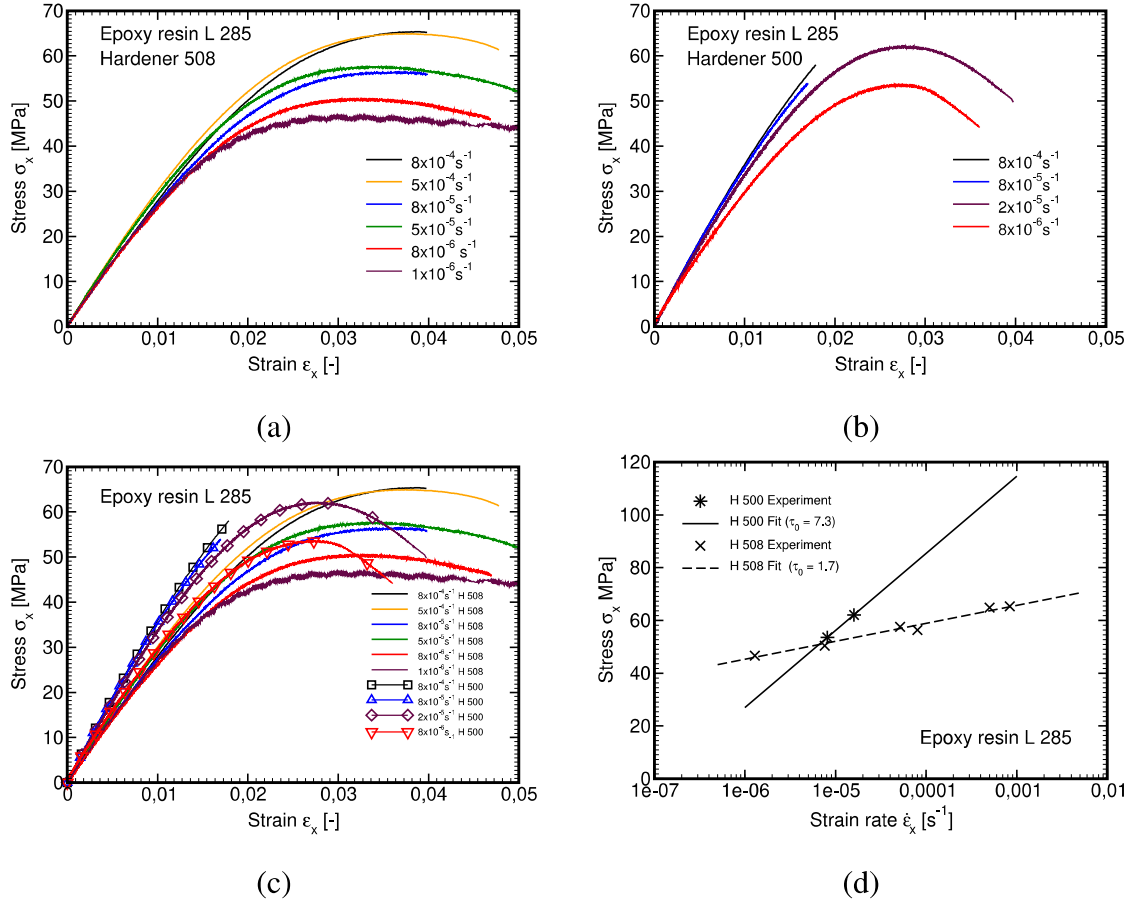 Epoxy resin L 285
Hardener 508
Stress σx [MPa]
70
60
50
40
30
20
10
0
8x10⁻⁴s⁻¹
5x10⁻⁴s⁻¹
8x10⁻⁵s⁻¹
5x10⁻⁵s⁻¹
8x10⁻⁶ s⁻¹
1x10⁻⁶s⁻¹
0 0,01 0,02 0,03 0,04 0,05
Strain εx [-]
(a)
Epoxy resin L 285
Hardener 500
Stress σx [MPa]
70
60
50
40
30
20
10
0
8x10⁻⁴s⁻¹
8x10⁻⁵s⁻¹
2x10⁻⁵s⁻¹
8x10⁻⁶s⁻¹
0 0,01 0,02 0,03 0,04 0,05
Strain εx [-]
(b)
Epoxy resin L 285
Stress σx [MPa]
70
60
50
40
30
20
10
0
8x10⁻⁴s⁻¹ H 508
5x10⁻⁴s⁻¹ H 508
8x10⁻⁵s⁻¹ H 508
5x10⁻⁵s⁻¹ H 508
8x10⁻⁶s⁻¹ H 508
1x10⁻⁶s⁻¹ H 508
8x10⁻⁴s⁻¹ H 500
8x10⁻⁵s⁻¹ H 500
2x10⁻⁵s⁻¹ H 500
8x10⁻⁶s⁻¹ H 500
0 0,01 0,02 0,03 0,04 0,05
Strain εx [-]
(c)
Stress σx MPa]
120
100
80
60
40
20
0
H 500 Experiment
H 500 Fit (τ0 = 7.3)
H 508 Experiment
H 508 Fit (τ0 = 1.7)
Epoxy resin L 285
1e-07 1e-06 1e-05 0,0001 0,001 0,01
Strain rate ε̇x [s⁻¹]
(d)